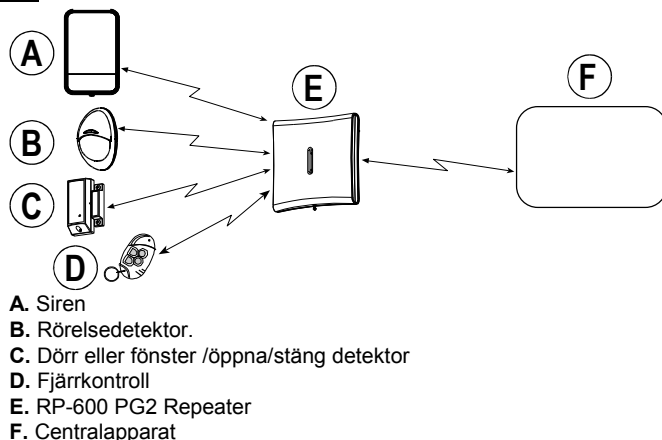 A
B
C
D
E
F
A. Siren
B. Rörelsedetektor.
C. Dörr eller fönster /öppna/stäng detektor
D. Fjärrkontroll
E. RP-600 PG2 Repeater
F. Centralapparat